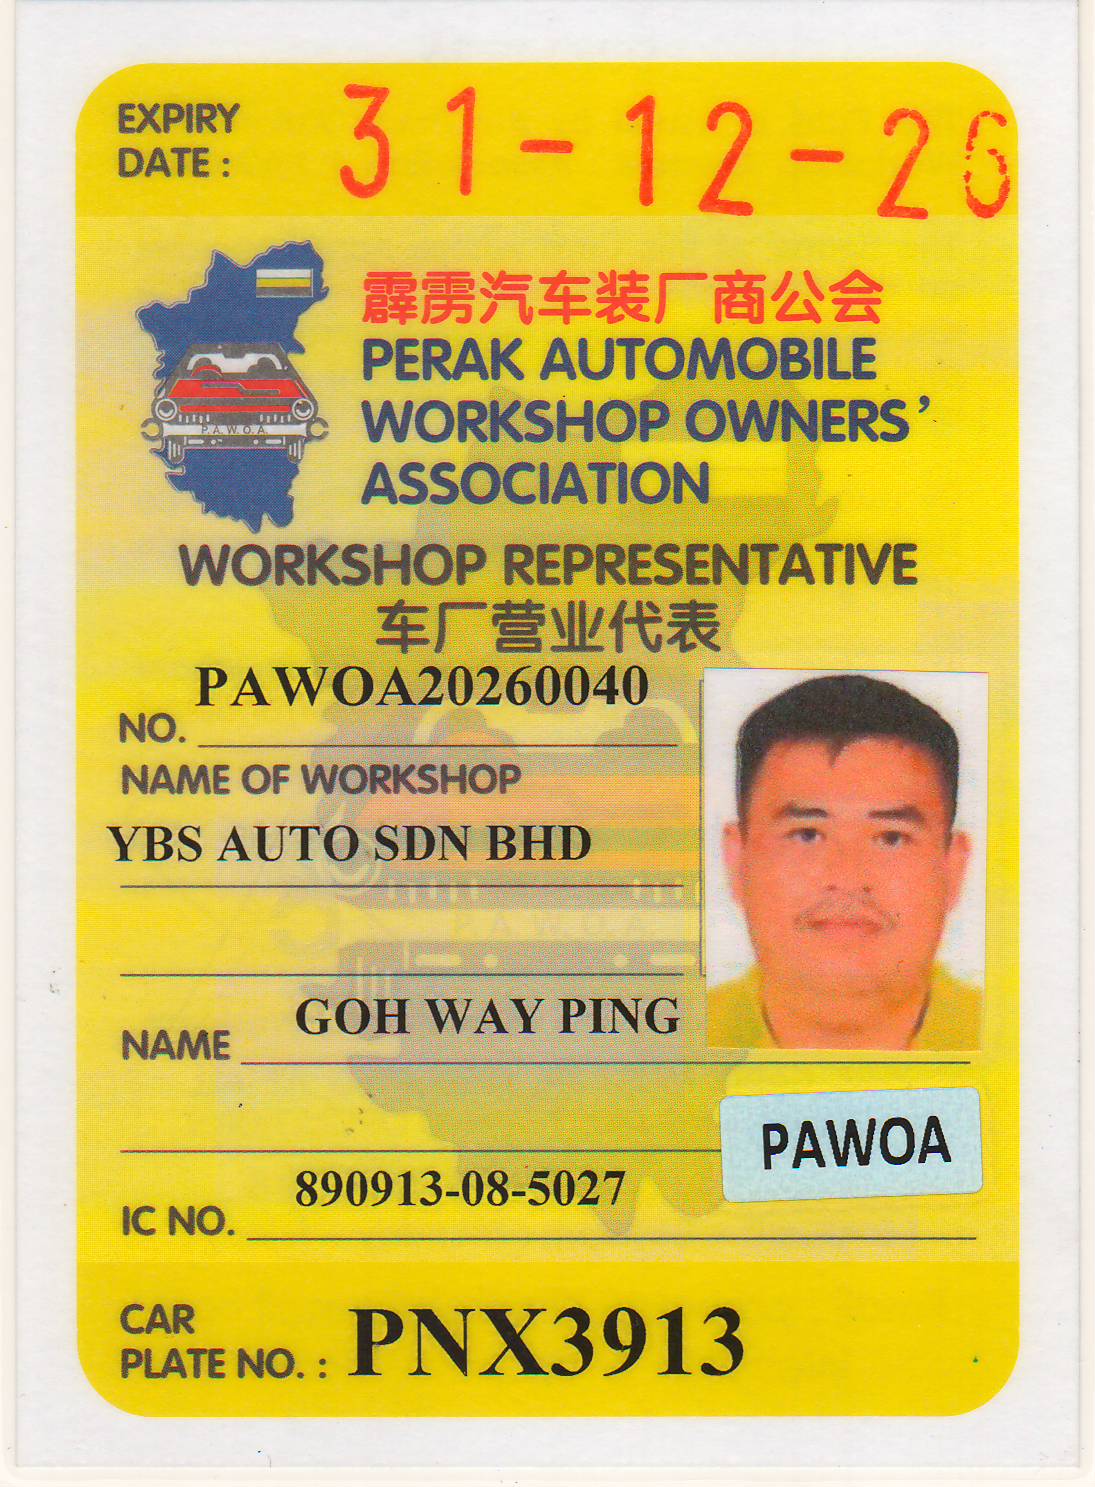 EXPIRY
DATE : 31-12-26
霹雳汽车装厂商公会
PERAK AUTOMOBILE
WORKSHOP OWNERS’
ASSOCIATION
P.A.W.O.A.
WORKSHOP REPRESENTATIVE
车厂营业代表
NO. PAWOA20260040
NAME OF WORKSHOP
YBS AUTO SDN BHD
P.A.W.O.A.
NAME GOH WAY PING
PAWOA
IC NO. 890913-08-5027
CAR
PLATE NO. : PNX3913